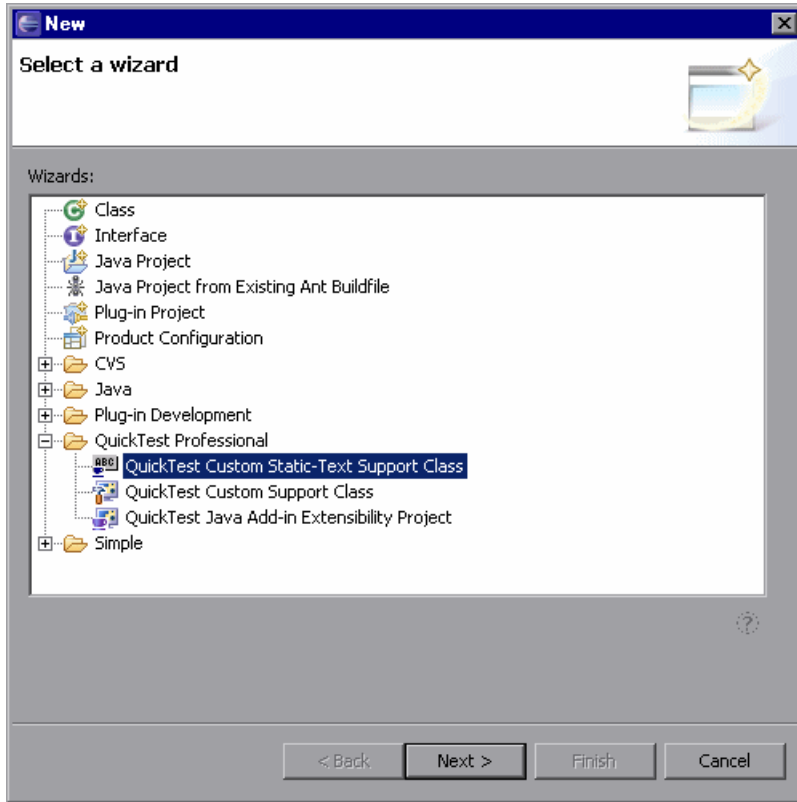 New
Select a wizard
Wizards:
Class
Interface
Java Project
Java Project from Existing Ant Buildfile
Plug-in Project
Product Configuration
CVS
Java
Plug-in Development
QuickTest Professional
ABC
QuickTest Custom Static-Text Support Class
QuickTest Custom Support Class
QuickTest Java Add-in Extensibility Project
Simple
< Back
Next >
Finish
Cancel